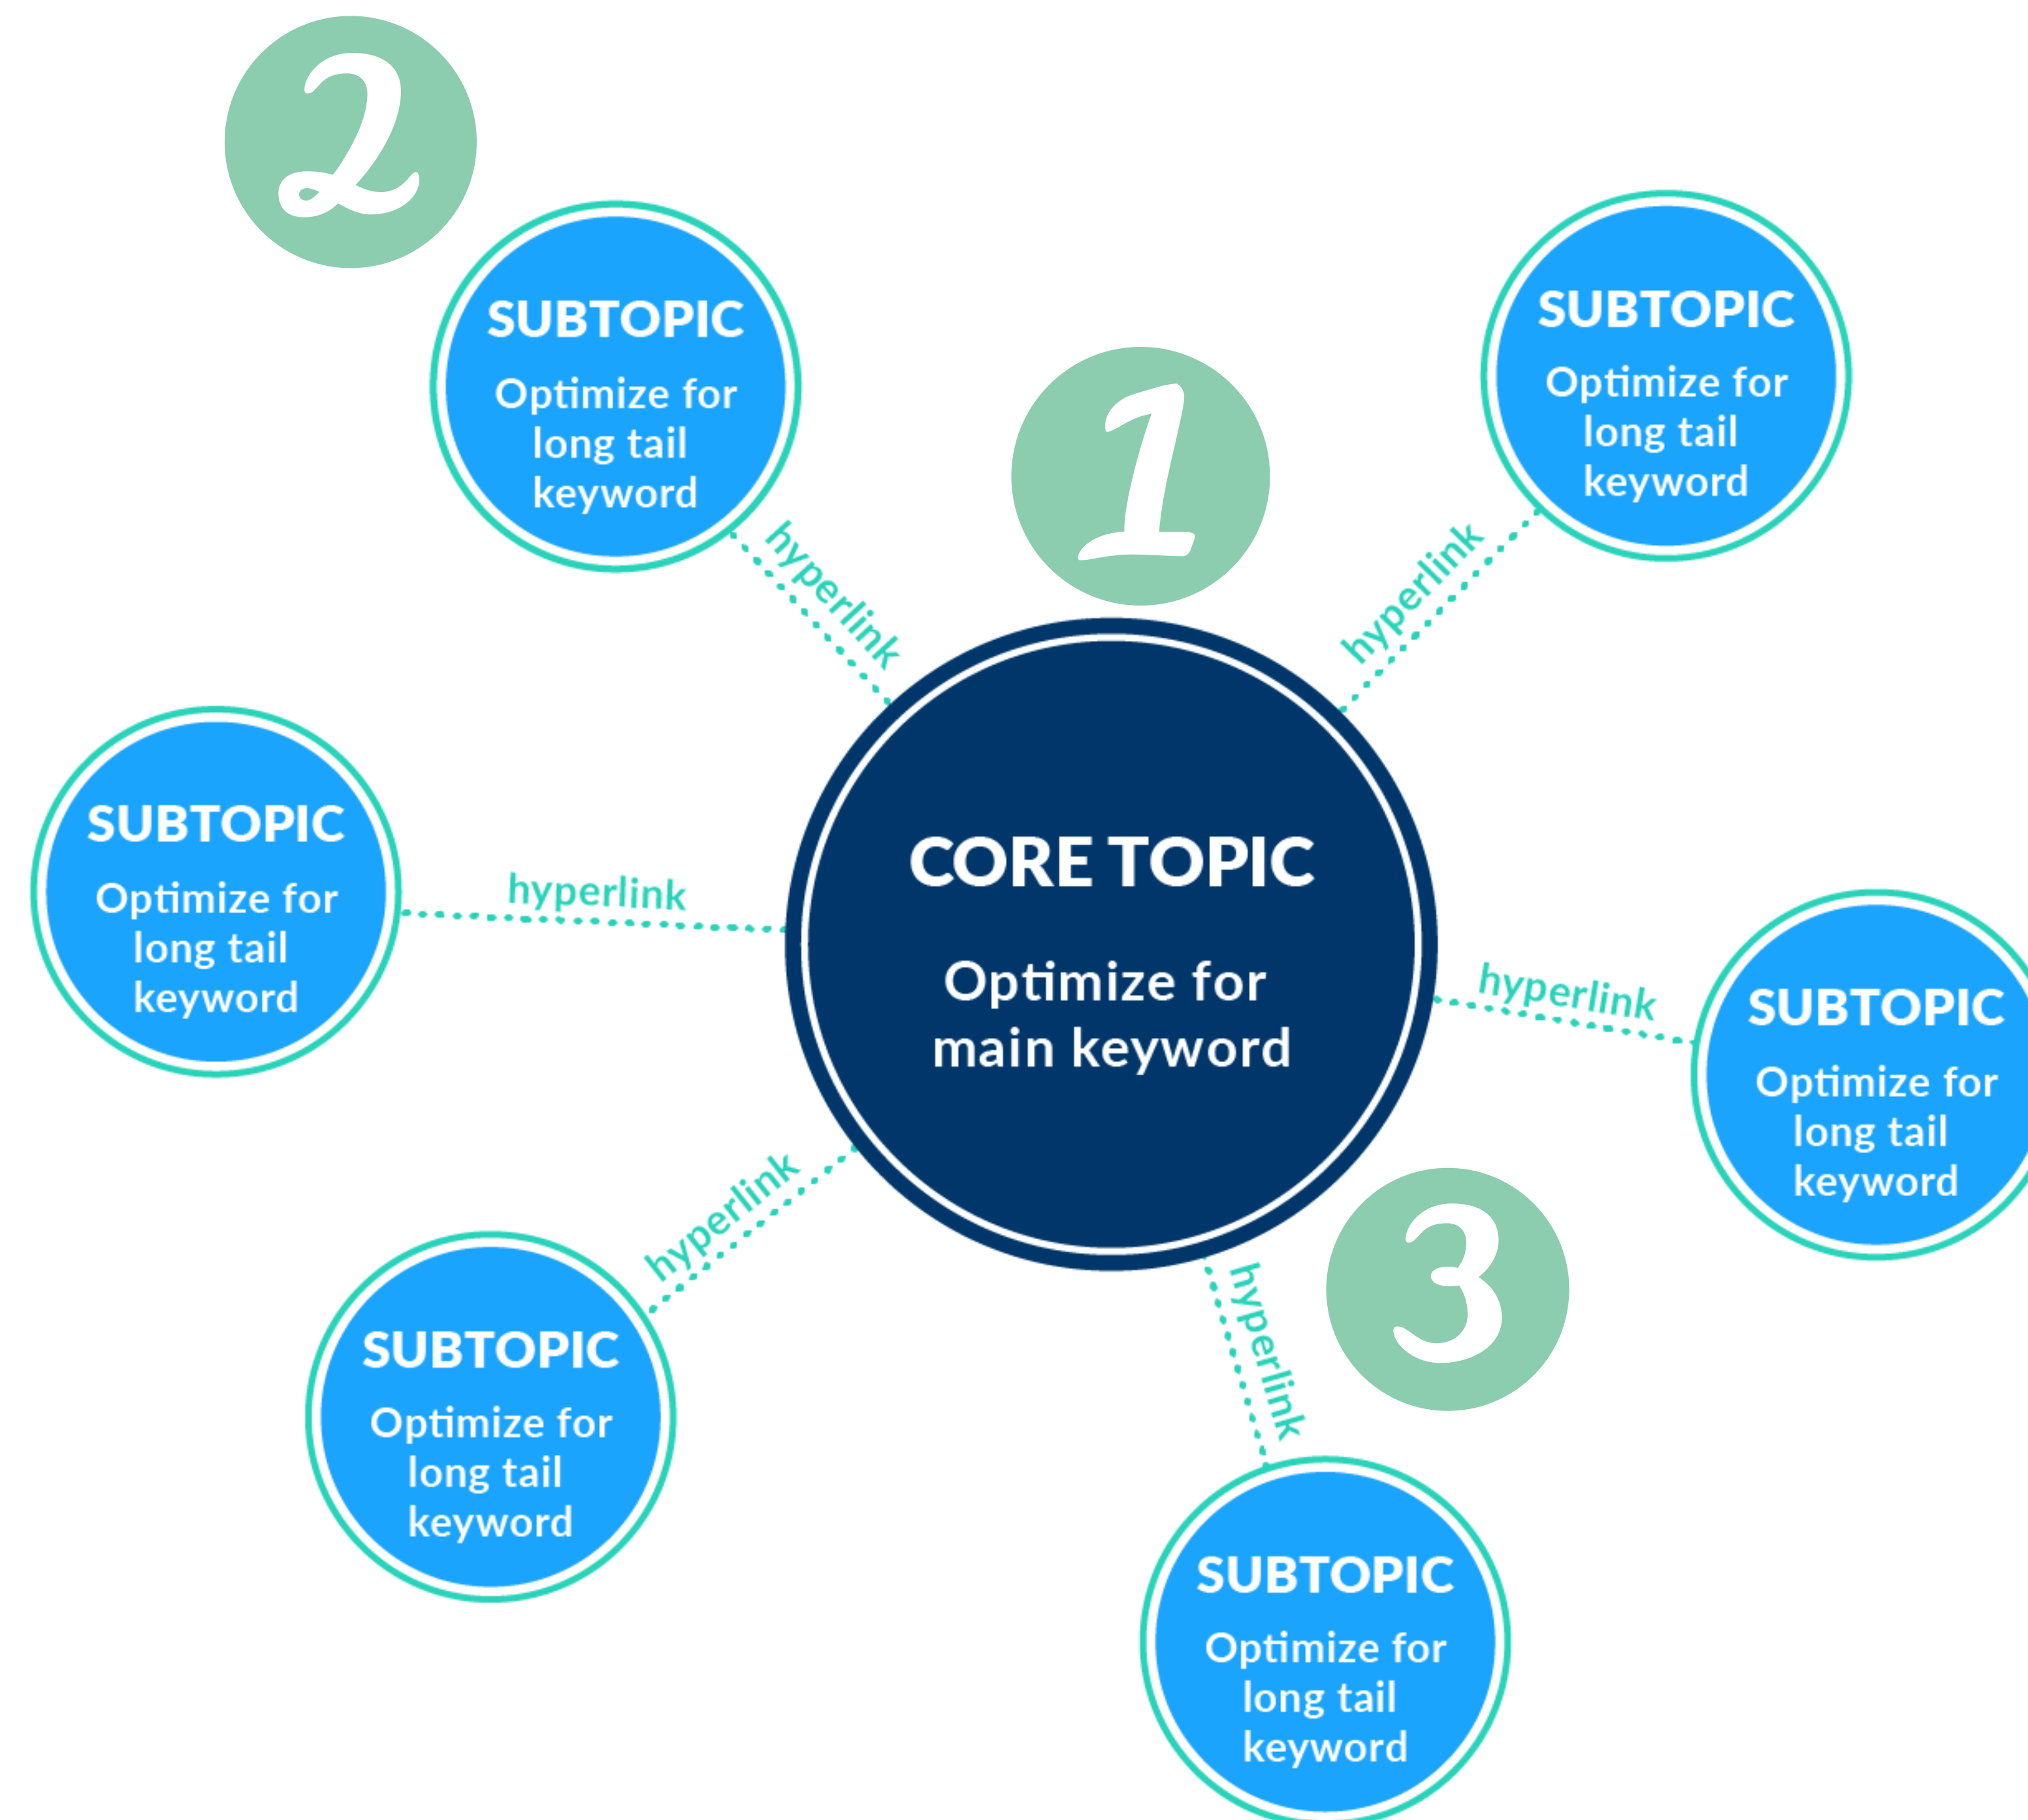 2
SUBTOPIC
Optimize for
long tail
keyword
1
SUBTOPIC
Optimize for
long tail
keyword
hyperlink
hyperlink
SUBTOPIC
Optimize for
long tail
keyword
hyperlink
CORE TOPIC
Optimize for
main keyword
hyperlink
SUBTOPIC
Optimize for
long tail
keyword
hyperlink
SUBTOPIC
Optimize for
long tail
keyword
hyperlink
3
SUBTOPIC
Optimize for
long tail
keyword